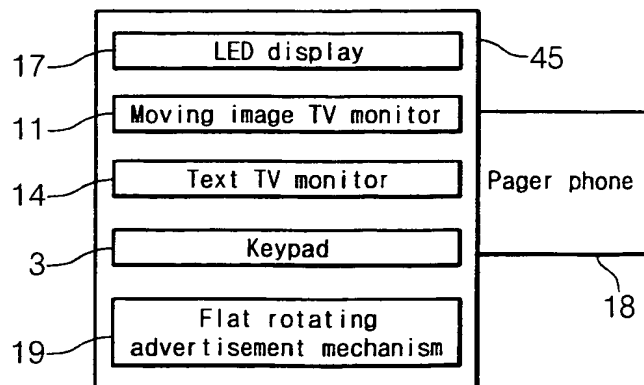 17
LED display
45
11
Moving image TV monitor
14
Text TV monitor
Pager phone
3
Keypad
18
19
Flat rotating
advertisement mechanism